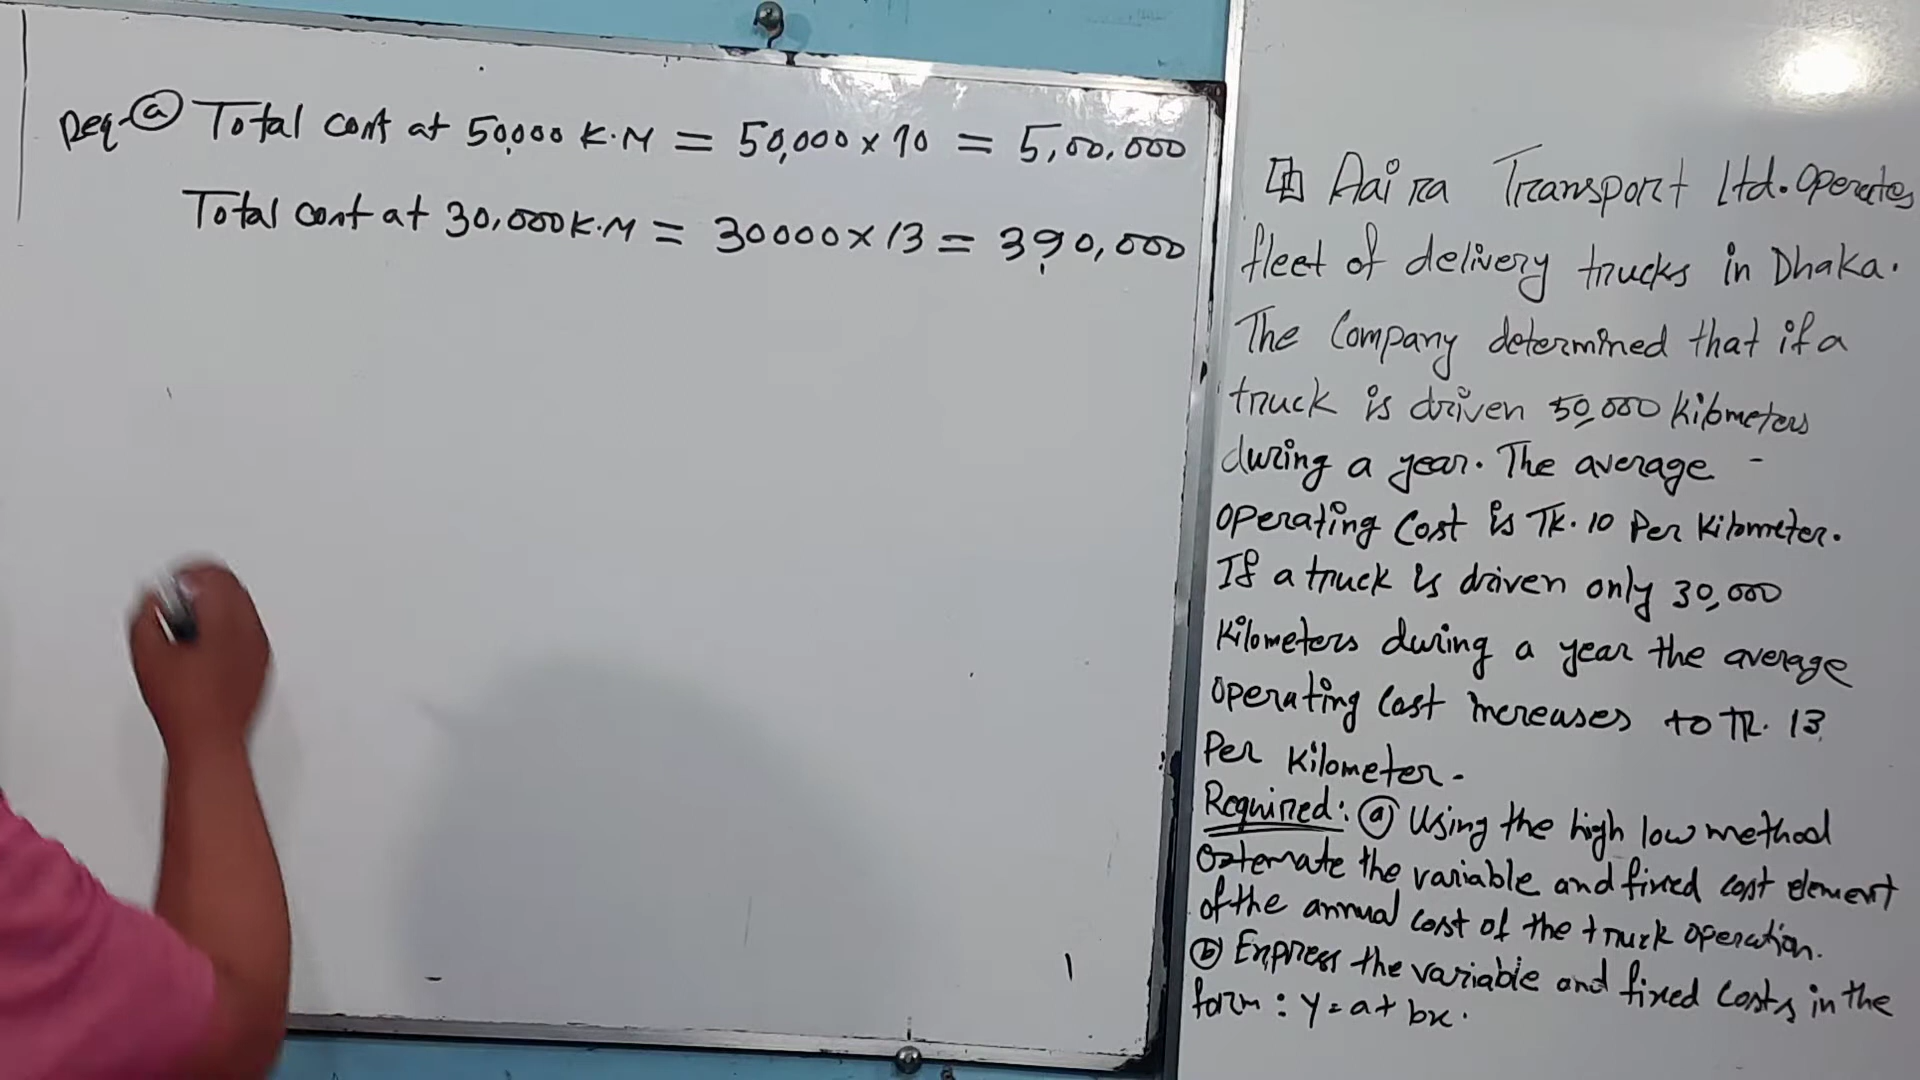 Req-ⓐ Total cost at 50,000 K.M = 50,000 x 10 = 5,00,000
Total cost at 30,000 K.M = 30000 x 13 = 390,000
Aaira Transport Ltd. Operates
fleet of delivery trucks in Dhaka.
The Company determined that if a
truck is driven 50,000 kilometers
during a year. The average -
operating Cost is TK. 10 Per Kilometer.
If a truck is driven only 30,000
Kilometers during a year the average
operating cost increases to TK. 13
Per Kilometer -
Required: ⓐ Using the high low method
the variable and fixed cost element
of the annual cost of the truck operation.
ⓑ Express the variable and fixed Costs in the
form : Y = a + bx.